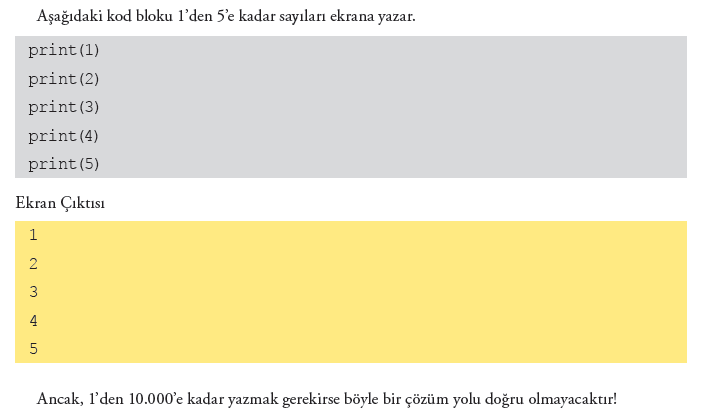 Aşağıdaki kod bloku 1’den 5’e kadar sayıları ekrana yazar.
print(1)
print(2)
print(3)
print(4)
print(5)
Ekran Çıktısı
1
2
3
4
5
Ancak, 1’den 10.000’e kadar yazmak gerekirse böyle bir çözüm yolu doğru olmayacaktır!